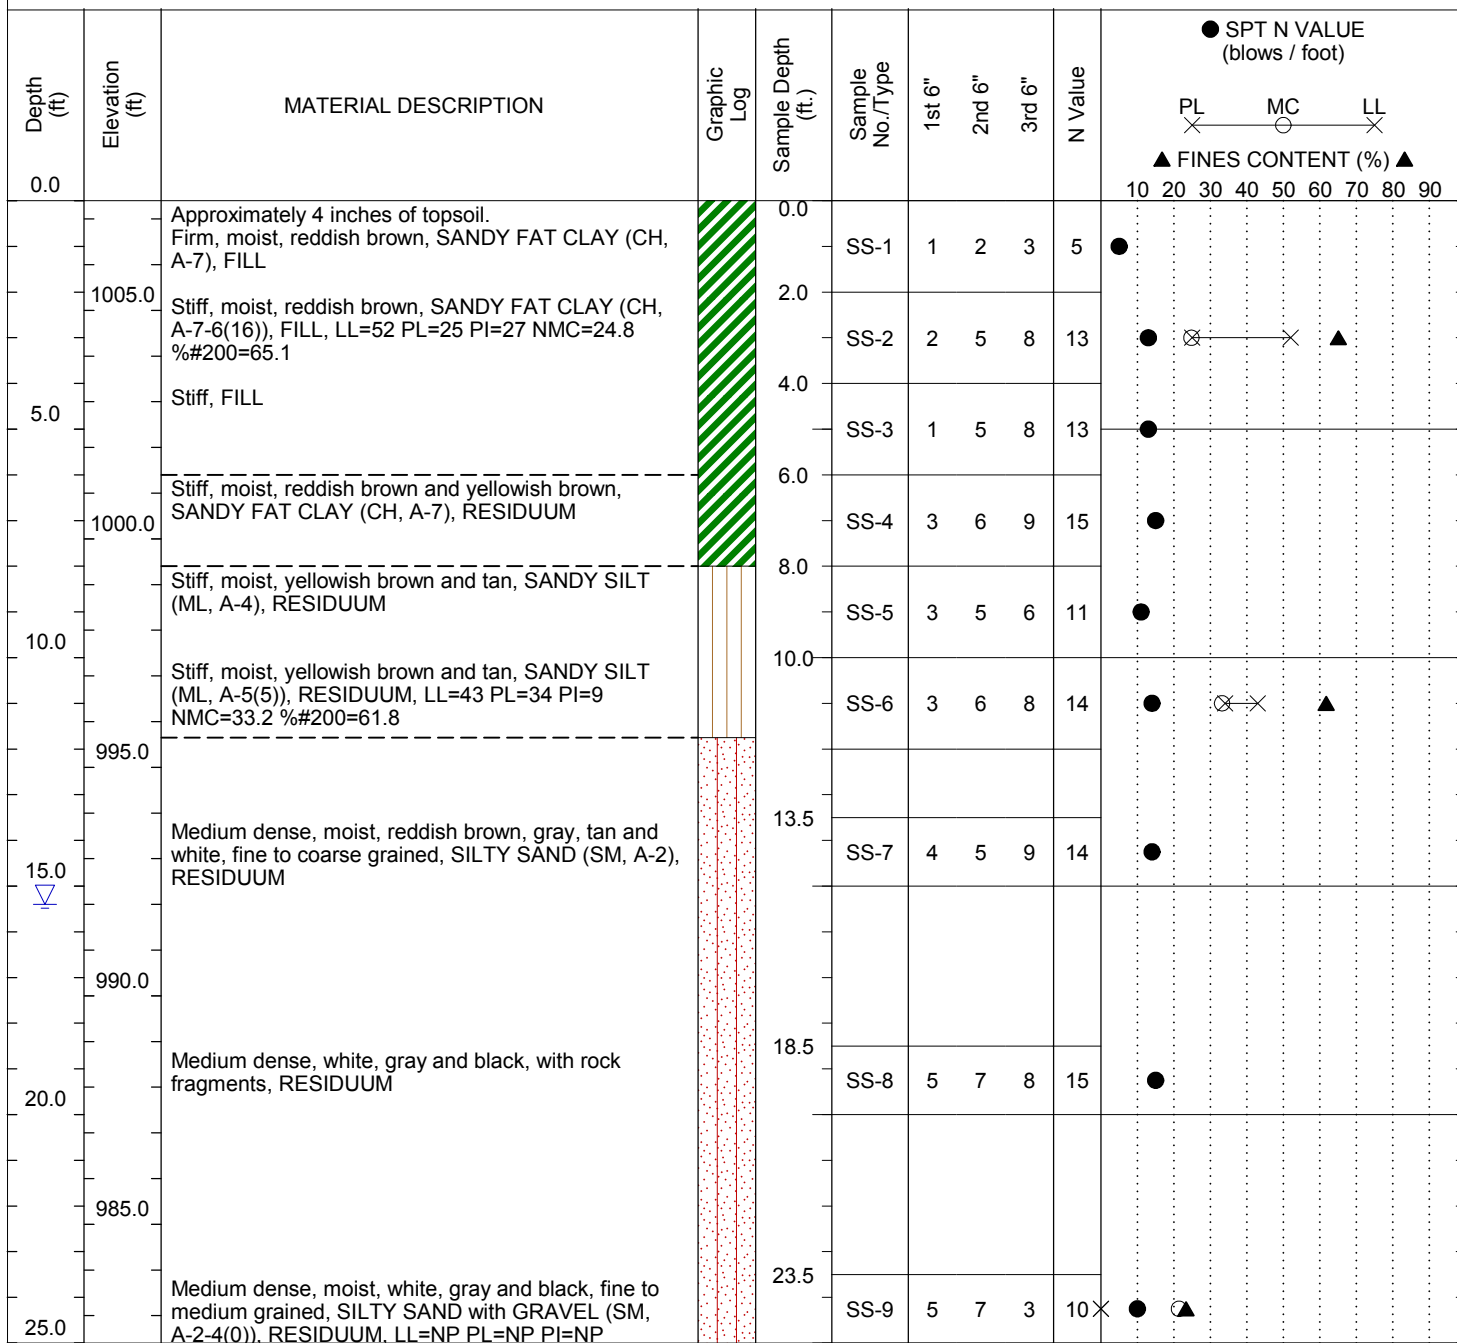 ● SPT N VALUE
(blows / foot)
PL MC LL
▲ FINES CONTENT (%) ▲
10 20 30 40 50 60 70 80 90
Depth
(ft)
Elevation
(ft)
MATERIAL DESCRIPTION
Graphic
Log
Sample Depth
(ft.)
Sample
No./Type
1st 6"
2nd 6"
3rd 6"
N Value
0.0
0.0
Approximately 4 inches of topsoil.
Firm, moist, reddish brown, SANDY FAT CLAY (CH,
A-7), FILL
SS-1 1 2 3 5
1005.0
2.0
Stiff, moist, reddish brown, SANDY FAT CLAY (CH,
A-7-6(16)), FILL, LL=52 PL=25 PI=27 NMC=24.8
%#200=65.1
SS-2 2 5 8 13
4.0
Stiff, FILL
5.0
SS-3 1 5 8 13
6.0
Stiff, moist, reddish brown and yellowish brown,
SANDY FAT CLAY (CH, A-7), RESIDUUM
1000.0
SS-4 3 6 9 15
8.0
Stiff, moist, yellowish brown and tan, SANDY SILT
(ML, A-4), RESIDUUM
SS-5 3 5 6 11
10.0
10.0
Stiff, moist, yellowish brown and tan, SANDY SILT
(ML, A-5(5)), RESIDUUM, LL=43 PL=34 PI=9
NMC=33.2 %#200=61.8
SS-6 3 6 8 14
995.0
13.5
Medium dense, moist, reddish brown, gray, tan and
white, fine to coarse grained, SILTY SAND (SM, A-2),
RESIDUUM
SS-7 4 5 9 14
15.0
990.0
18.5
Medium dense, white, gray and black, with rock
fragments, RESIDUUM
SS-8 5 7 8 15
20.0
985.0
23.5
Medium dense, moist, white, gray and black, fine to
medium grained, SILTY SAND with GRAVEL (SM,
A-2-4(0)), RESIDUUM, LL=NP PL=NP PI=NP
SS-9 5 7 3 10
25.0